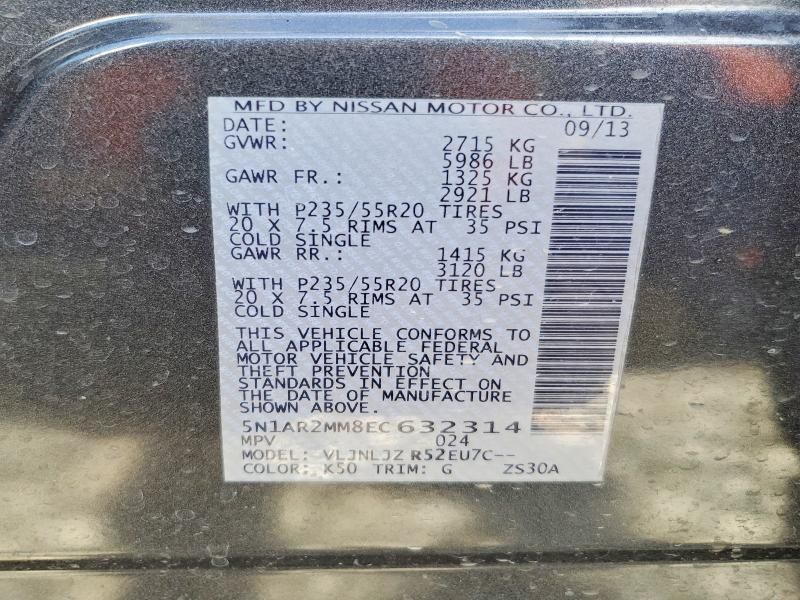 MFD BY NISSAN MOTOR CO., LTD.
DATE: 09/13
GVWR: 2715 KG
5986 LB
GAWR FR.: 1325 KG
2921 LB
WITH P235/55R20 TIRES
20 X 7.5 RIMS AT 35 PSI
COLD SINGLE
GAWR RR.: 1415 KG
3120 LB
WITH P235/55R20 TIRES
20 X 7.5 RIMS AT 35 PSI
COLD SINGLE
THIS VEHICLE CONFORMS TO
ALL APPLICABLE FEDERAL
MOTOR VEHICLE SAFETY AND
THEFT PREVENTION
STANDARDS IN EFFECT ON
THE DATE OF MANUFACTURE
SHOWN ABOVE.
5N1AR2MM8EC632314
MPV 024
MODEL: VLJNLJZ R52EU7C--
COLOR: K50 TRIM: G ZS30A